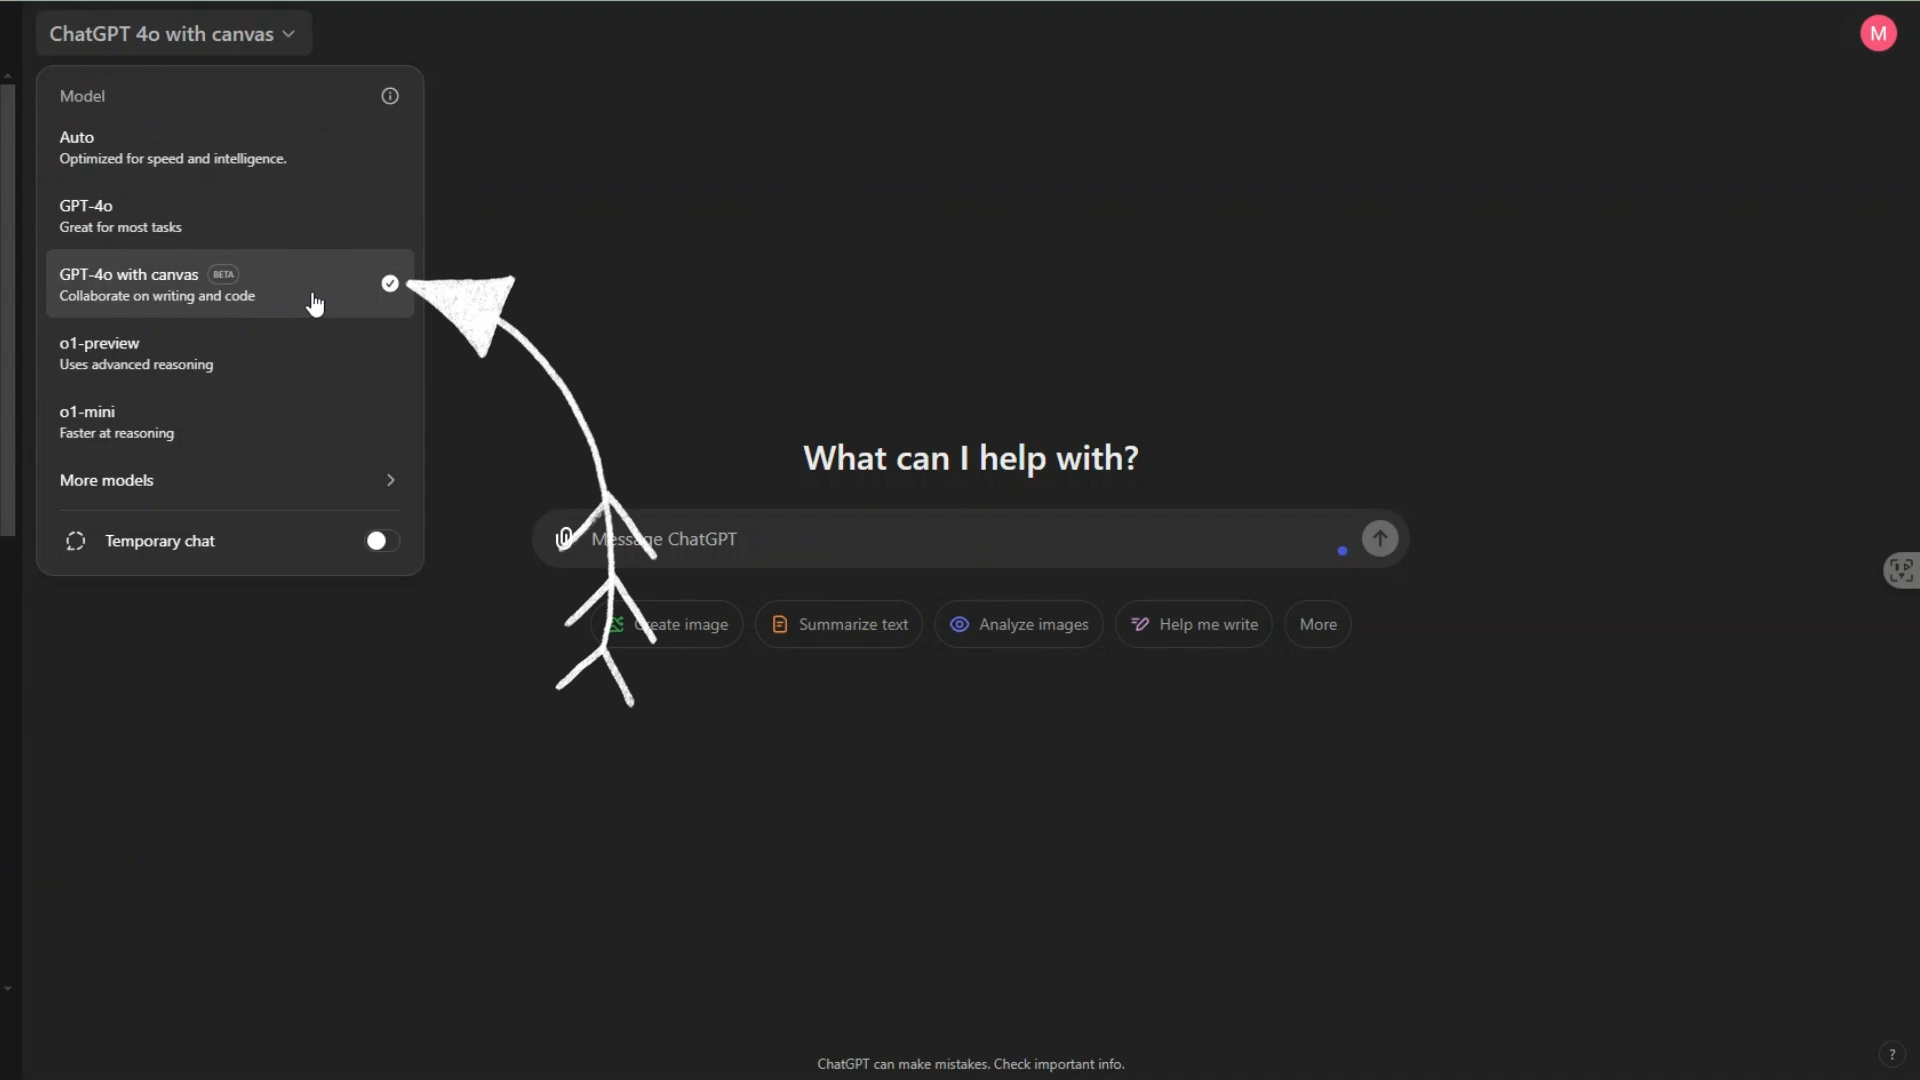 ChatGPT 4o with canvas
M
Model
Auto
Optimized for speed and intelligence.
GPT-4o
Great for most tasks
GPT-4o with canvas BETA
Collaborate on writing and code
o1-preview
Uses advanced reasoning
o1-mini
Faster at reasoning
More models
Temporary chat
What can I help with?
Message ChatGPT
Create image
Summarize text
Analyze images
Help me write
More
ChatGPT can make mistakes. Check important info.
?